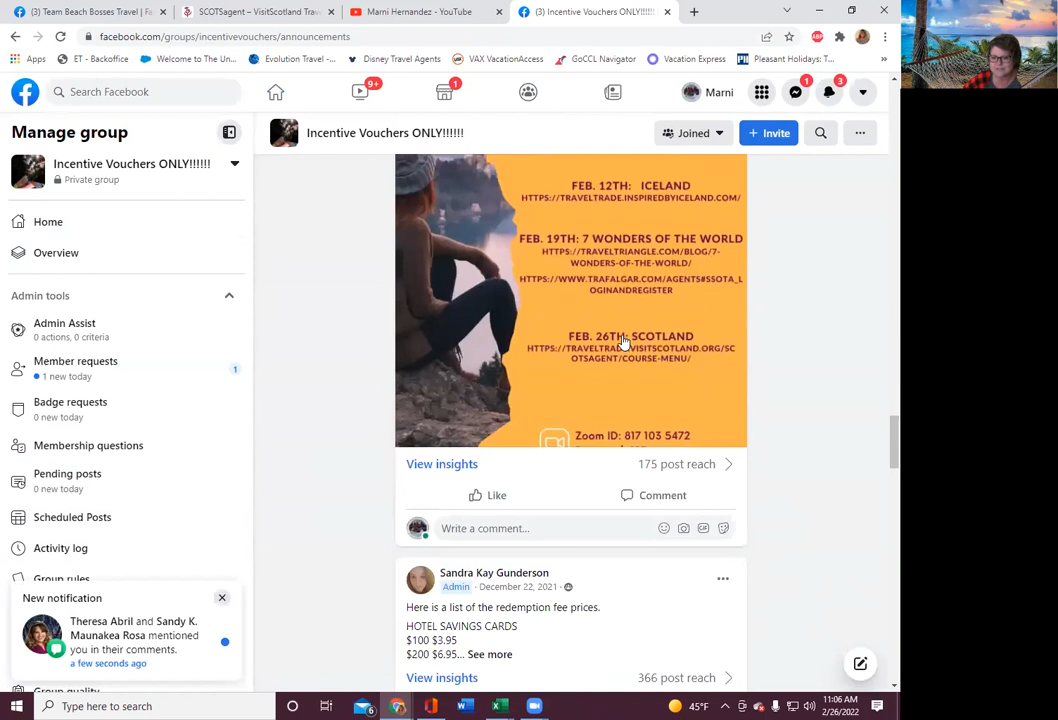 (3) Team Beach Bosses Travel | F
SCOTSagent – VisitScotland Trav
Marni Hernandez - YouTube
(3) Incentive Vouchers ONLY!!!!!!
facebook.com/groups/incentivevouchers/announcements
Apps
ET - Backoffice
Welcome to The Un...
Evolution Travel -...
Disney Travel Agents
VAX VacationAccess
GoCCL Navigator
Vacation Express
Pleasant Holidays: T...
Search Facebook
9+
1
Marni
1
3
Manage group
Incentive Vouchers ONLY!!!!!!
Private group
Home
Overview
Admin tools
Admin Assist
0 actions, 0 criteria
Member requests
1 new today
1
Badge requests
0 new today
Membership questions
Pending posts
0 new today
Scheduled Posts
Activity log
Group rules
New notification
Theresa Abril and Sandy K.
Maunakea Rosa mentioned
you in their comments.
a few seconds ago
Group quality
Incentive Vouchers ONLY!!!!!!
Joined
+ Invite
FEB. 12TH: ICELAND
HTTPS://TRAVELTRADE.INSPIREDBYICELAND.COM/
FEB. 19TH: 7 WONDERS OF THE WORLD
HTTPS://TRAVELTRIANGLE.COM/BLOG/7-
WONDERS-OF-THE-WORLD/
HTTPS://WWW.TRAFALGAR.COM/AGENTS#SSOTA_L
OGINANDREGISTER
FEB. 26TH: SCOTLAND
HTTPS://TRAVELTRADE.VISITSCOTLAND.ORG/SC
OTSAGENT/COURSE-MENU/
Zoom ID: 817 103 5472
View insights
175 post reach
Like
Comment
Write a comment...
Sandra Kay Gunderson
Admin · December 22, 2021 ·
Here is a list of the redemption fee prices.
HOTEL SAVINGS CARDS
$100 $3.95
$200 $6.95... See more
View insights
366 post reach
Type here to search
6
45°F
11:06 AM
2/26/2022